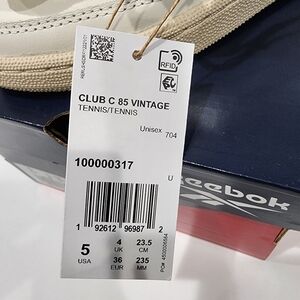 RFID
CLUB C 85 VINTAGE
TENNIS/TENNIS
Unisex 704
100000317
U
1 92612 96987 2
5 4 23.5
USA UK CM
36 235
EUR MM
Reebok